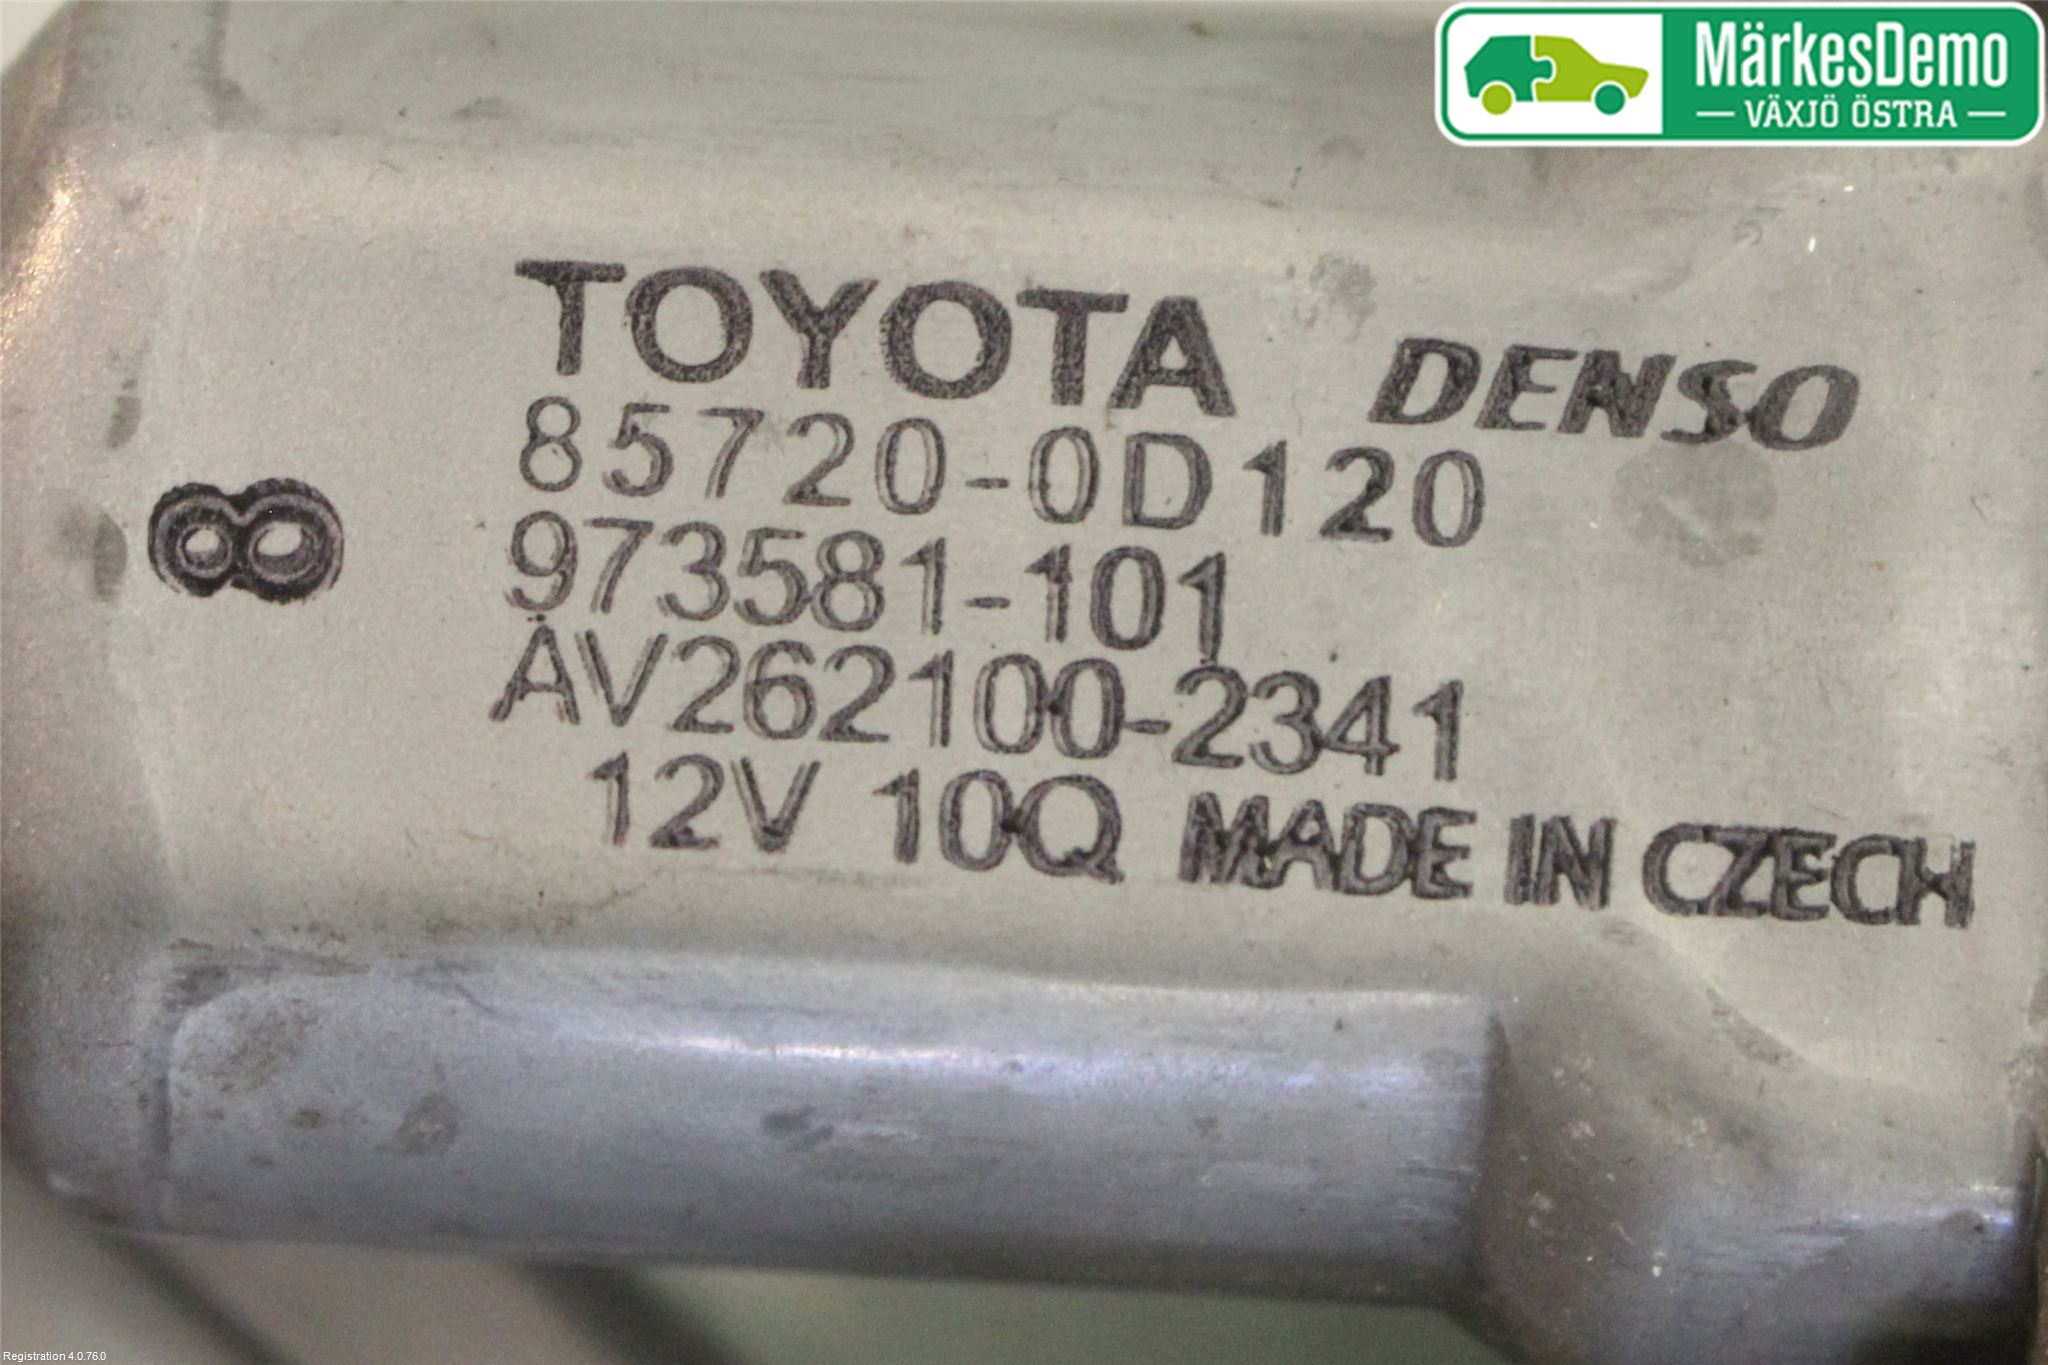 MärkesDemo
VÄXJÖ ÖSTRA
TOYOTA DENSO
85720-0D120
8
973581-101
AV262100-2341
12V 10Q MADE IN CZECH
Registration 4.0.76.0